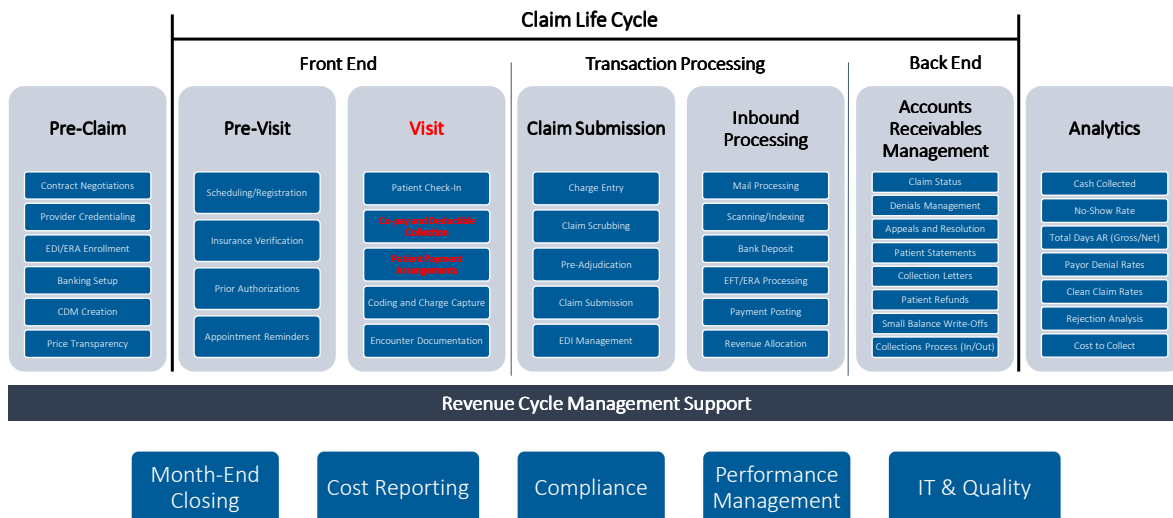 Claim Life Cycle
Front End
Transaction Processing
Back End
Pre-Claim
Contract Negotiations
Provider Credentialing
EDI/ERA Enrollment
Banking Setup
CDM Creation
Price Transparency
Pre-Visit
Scheduling/Registration
Insurance Verification
Prior Authorizations
Appointment Reminders
Visit
Patient Check-In
Collection
Patient Payment
Arrangements
Coding and Charge Capture
Encounter Documentation
Claim Submission
Charge Entry
Claim Scrubbing
Pre-Adjudication
Claim Submission
EDI Management
Inbound
Processing
Mail Processing
Scanning/Indexing
Bank Deposit
EFT/ERA Processing
Payment Posting
Revenue Allocation
Accounts
Receivables
Management
Claim Status
Denials Management
Appeals and Resolution
Patient Statements
Collection Letters
Patient Refunds
Small Balance Write-Offs
Collections Process (In/Out)
Analytics
Cash Collected
No-Show Rate
Total Days AR (Gross/Net)
Payor Denial Rates
Clean Claim Rates
Rejection Analysis
Cost to Collect
Revenue Cycle Management Support
Month-End
Closing
Cost Reporting
Compliance
Performance
Management
IT & Quality